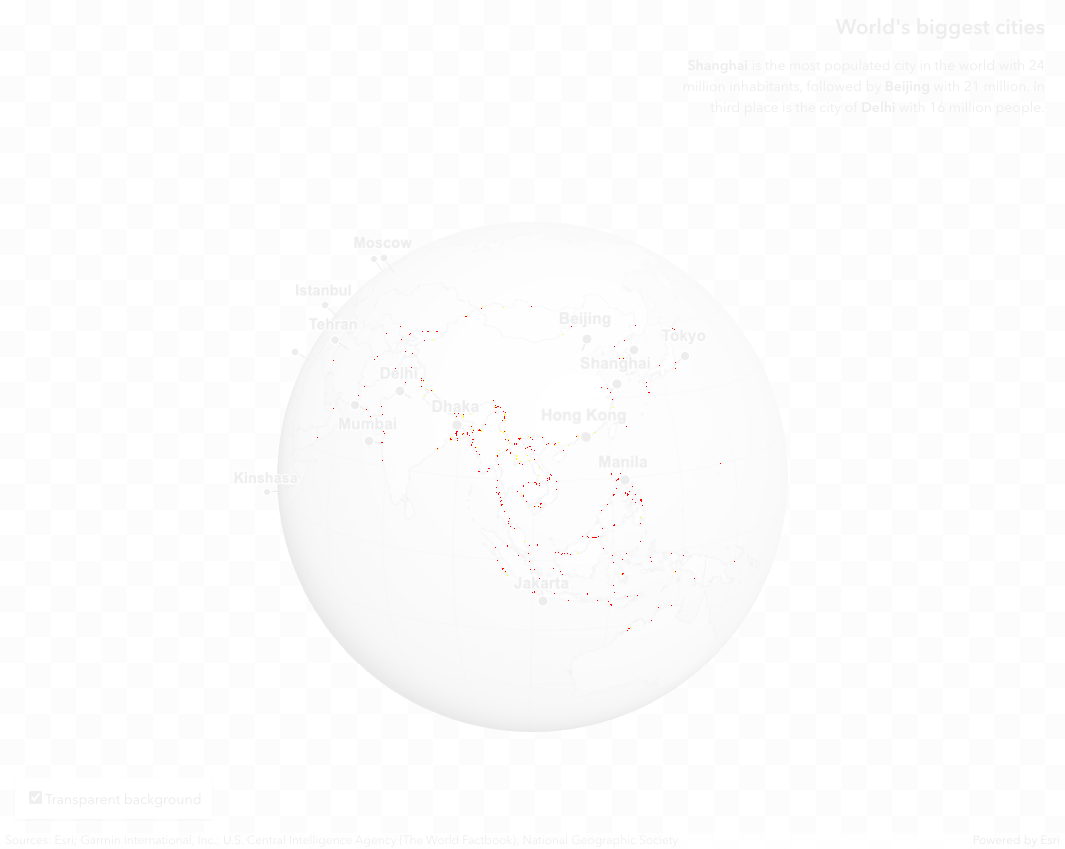 World's biggest cities
Shanghai is the most populated city in the world with 24
million inhabitants, followed by Beijing with 21 million. In
third place is the city of Delhi with 16 million people.
Moscow
Istanbul
Tehran
Beijing
Tokyo
Shanghai
Delhi
Dhaka
Hong Kong
Mumbai
Manila
Kinshasa
Jakarta
Transparent background
Sources: Esri; Garmin International, Inc.; U.S. Central Intelligence Agency (The World Factbook); National Geographic Society
Powered by Esri